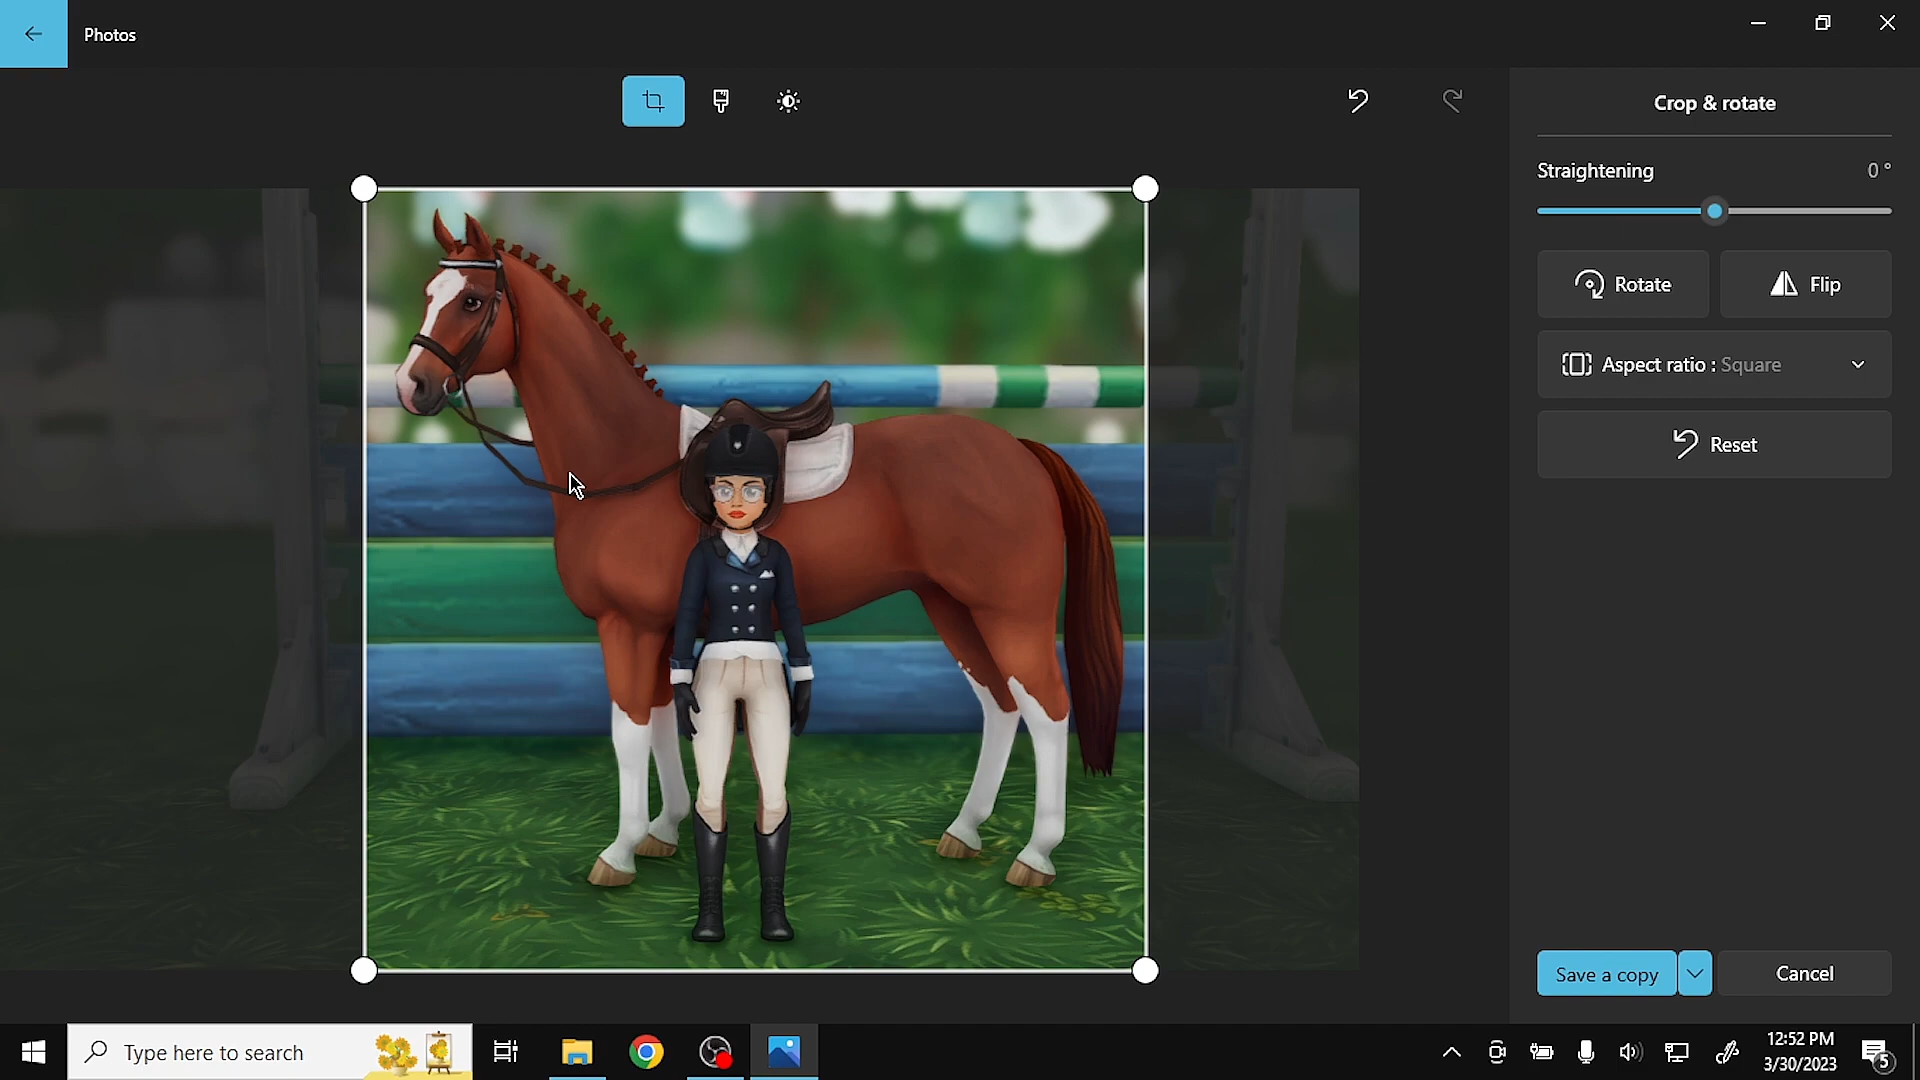 Photos
Crop & rotate
Straightening 0 °
Rotate Flip
Aspect ratio : Square
Reset
Save a copy Cancel
Type here to search
12:52 PM
3/30/2023
5